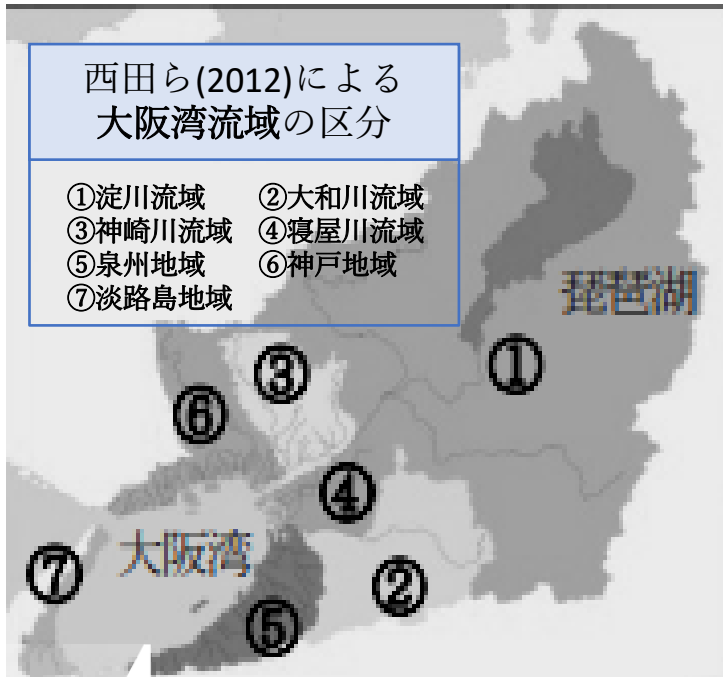 西田ら(2012)による
大阪湾流域の区分
①淀川流域 ②大和川流域
③神崎川流域 ④寝屋川流域
⑤泉州地域 ⑥神戸地域
⑦淡路島地域
琵琶湖
①
③
⑥
④
大阪湾
⑦
②
⑤